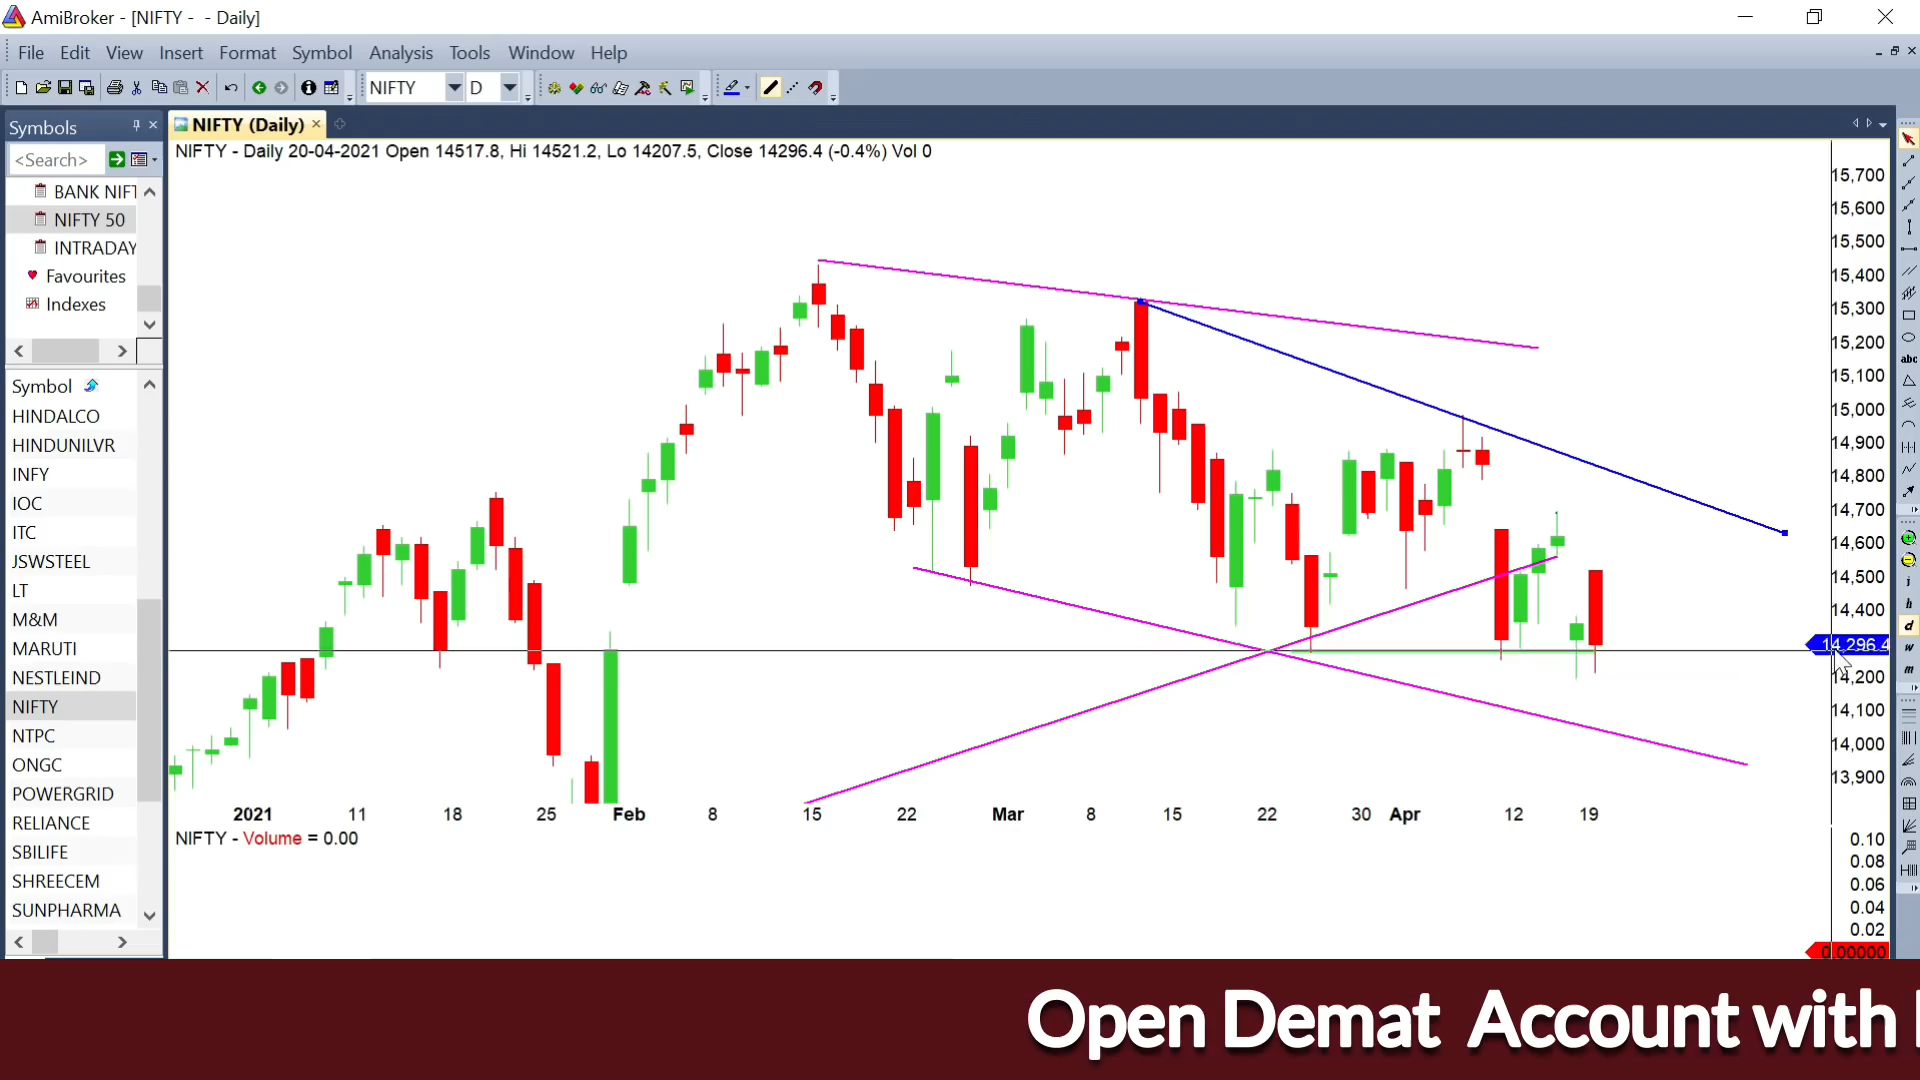 AmiBroker - [NIFTY -  - Daily]
File Edit View Insert Format Symbol Analysis Tools Window Help
NIFTY D
Symbols
NIFTY (Daily)
<Search>
NIFTY - Daily 20-04-2021 Open 14517.8, Hi 14521.2, Lo 14207.5, Close 14296.4 (-0.4%) Vol 0
BANK NIFT
NIFTY 50
INTRADAY
Favourites
Indexes
Symbol
HINDALCO
HINDUNILVR
INFY
IOC
ITC
JSWSTEEL
LT
M&M
MARUTI
NESTLEIND
NIFTY
NTPC
ONGC
POWERGRID
RELIANCE
SBILIFE
SHREECEM
SUNPHARMA
15,700
15,600
15,500
15,400
15,300
15,200
15,100
15,000
14,900
14,800
14,700
14,600
14,500
14,400
14,296.4
14,200
14,100
14,000
13,900
2021 11 18 25 Feb 8 15 22 Mar 8 15 22 30 Apr 12 19
NIFTY - Volume = 0.00
0.10
0.08
0.06
0.04
0.02
0.00000
abc
i
h
d
w
m
Open Demat Account with